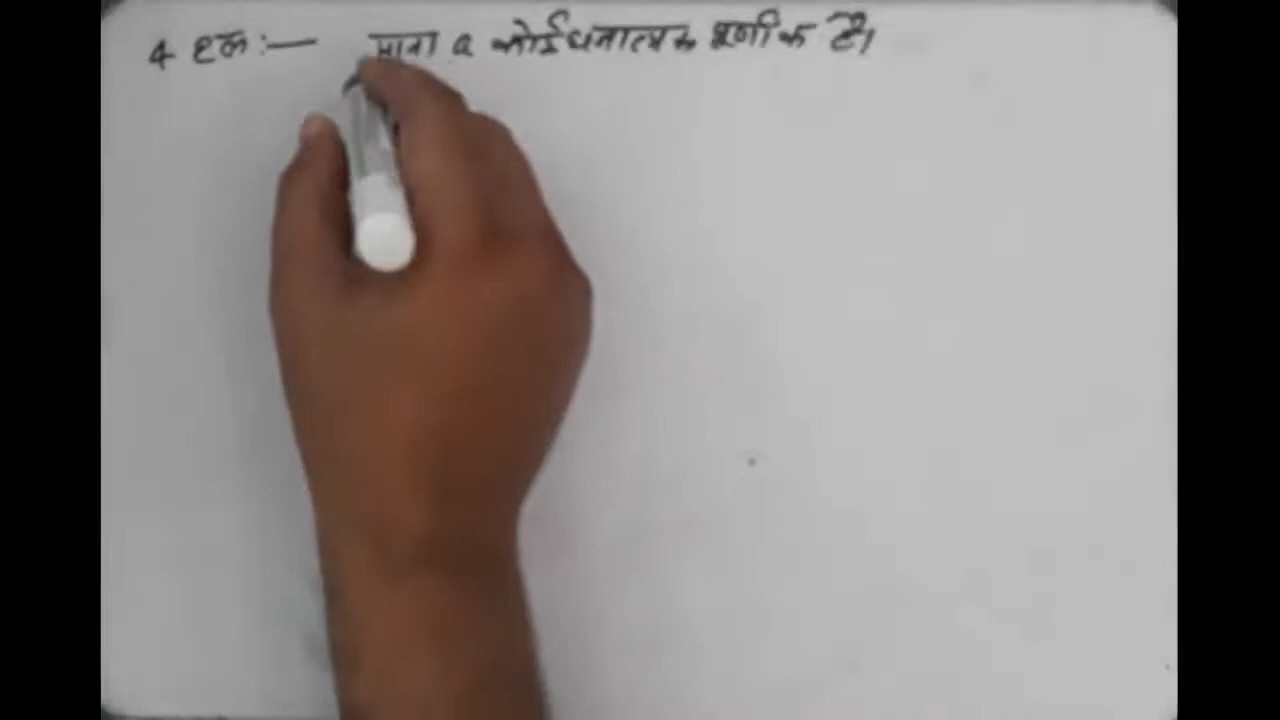 4 हल :— माना a कोई धनात्मक पूर्णांक है।